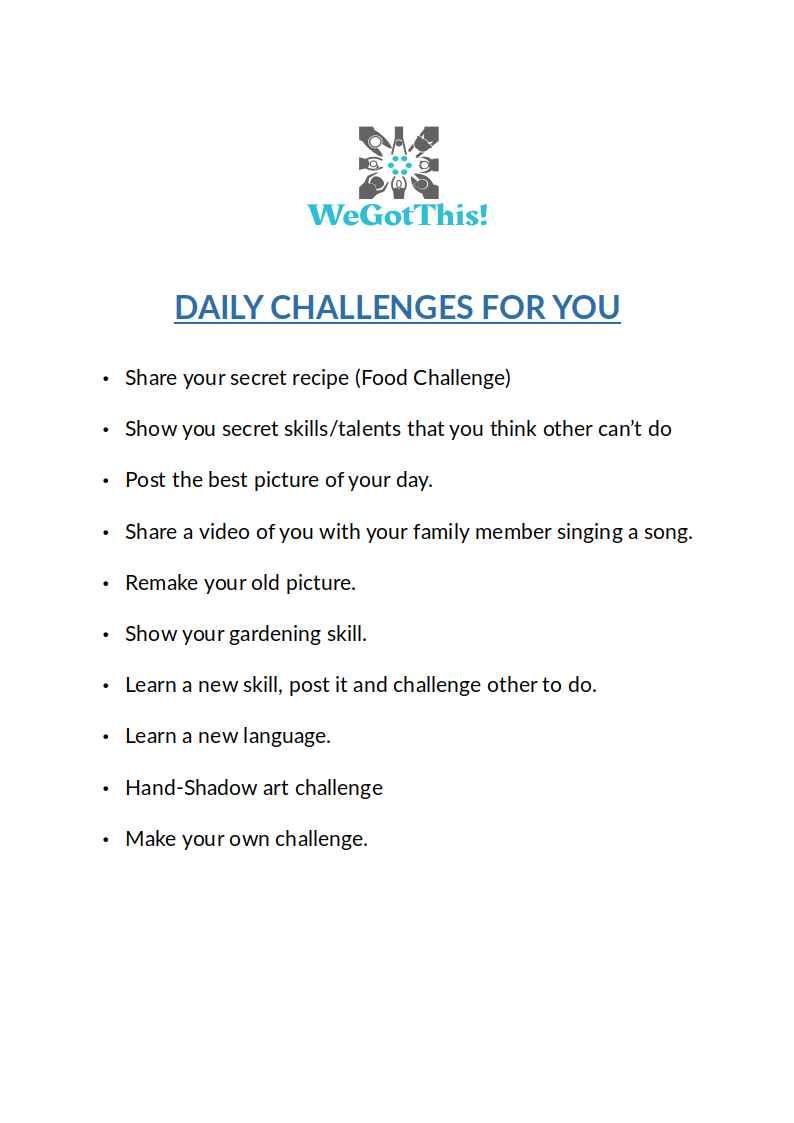 WeGotThis!
DAILY CHALLENGES FOR YOU
• Share your secret recipe (Food Challenge)
• Show you secret skills/talents that you think other can’t do
• Post the best picture of your day.
• Share a video of you with your family member singing a song.
• Remake your old picture.
• Show your gardening skill.
• Learn a new skill, post it and challenge other to do.
• Learn a new language.
• Hand-Shadow art challenge
• Make your own challenge.